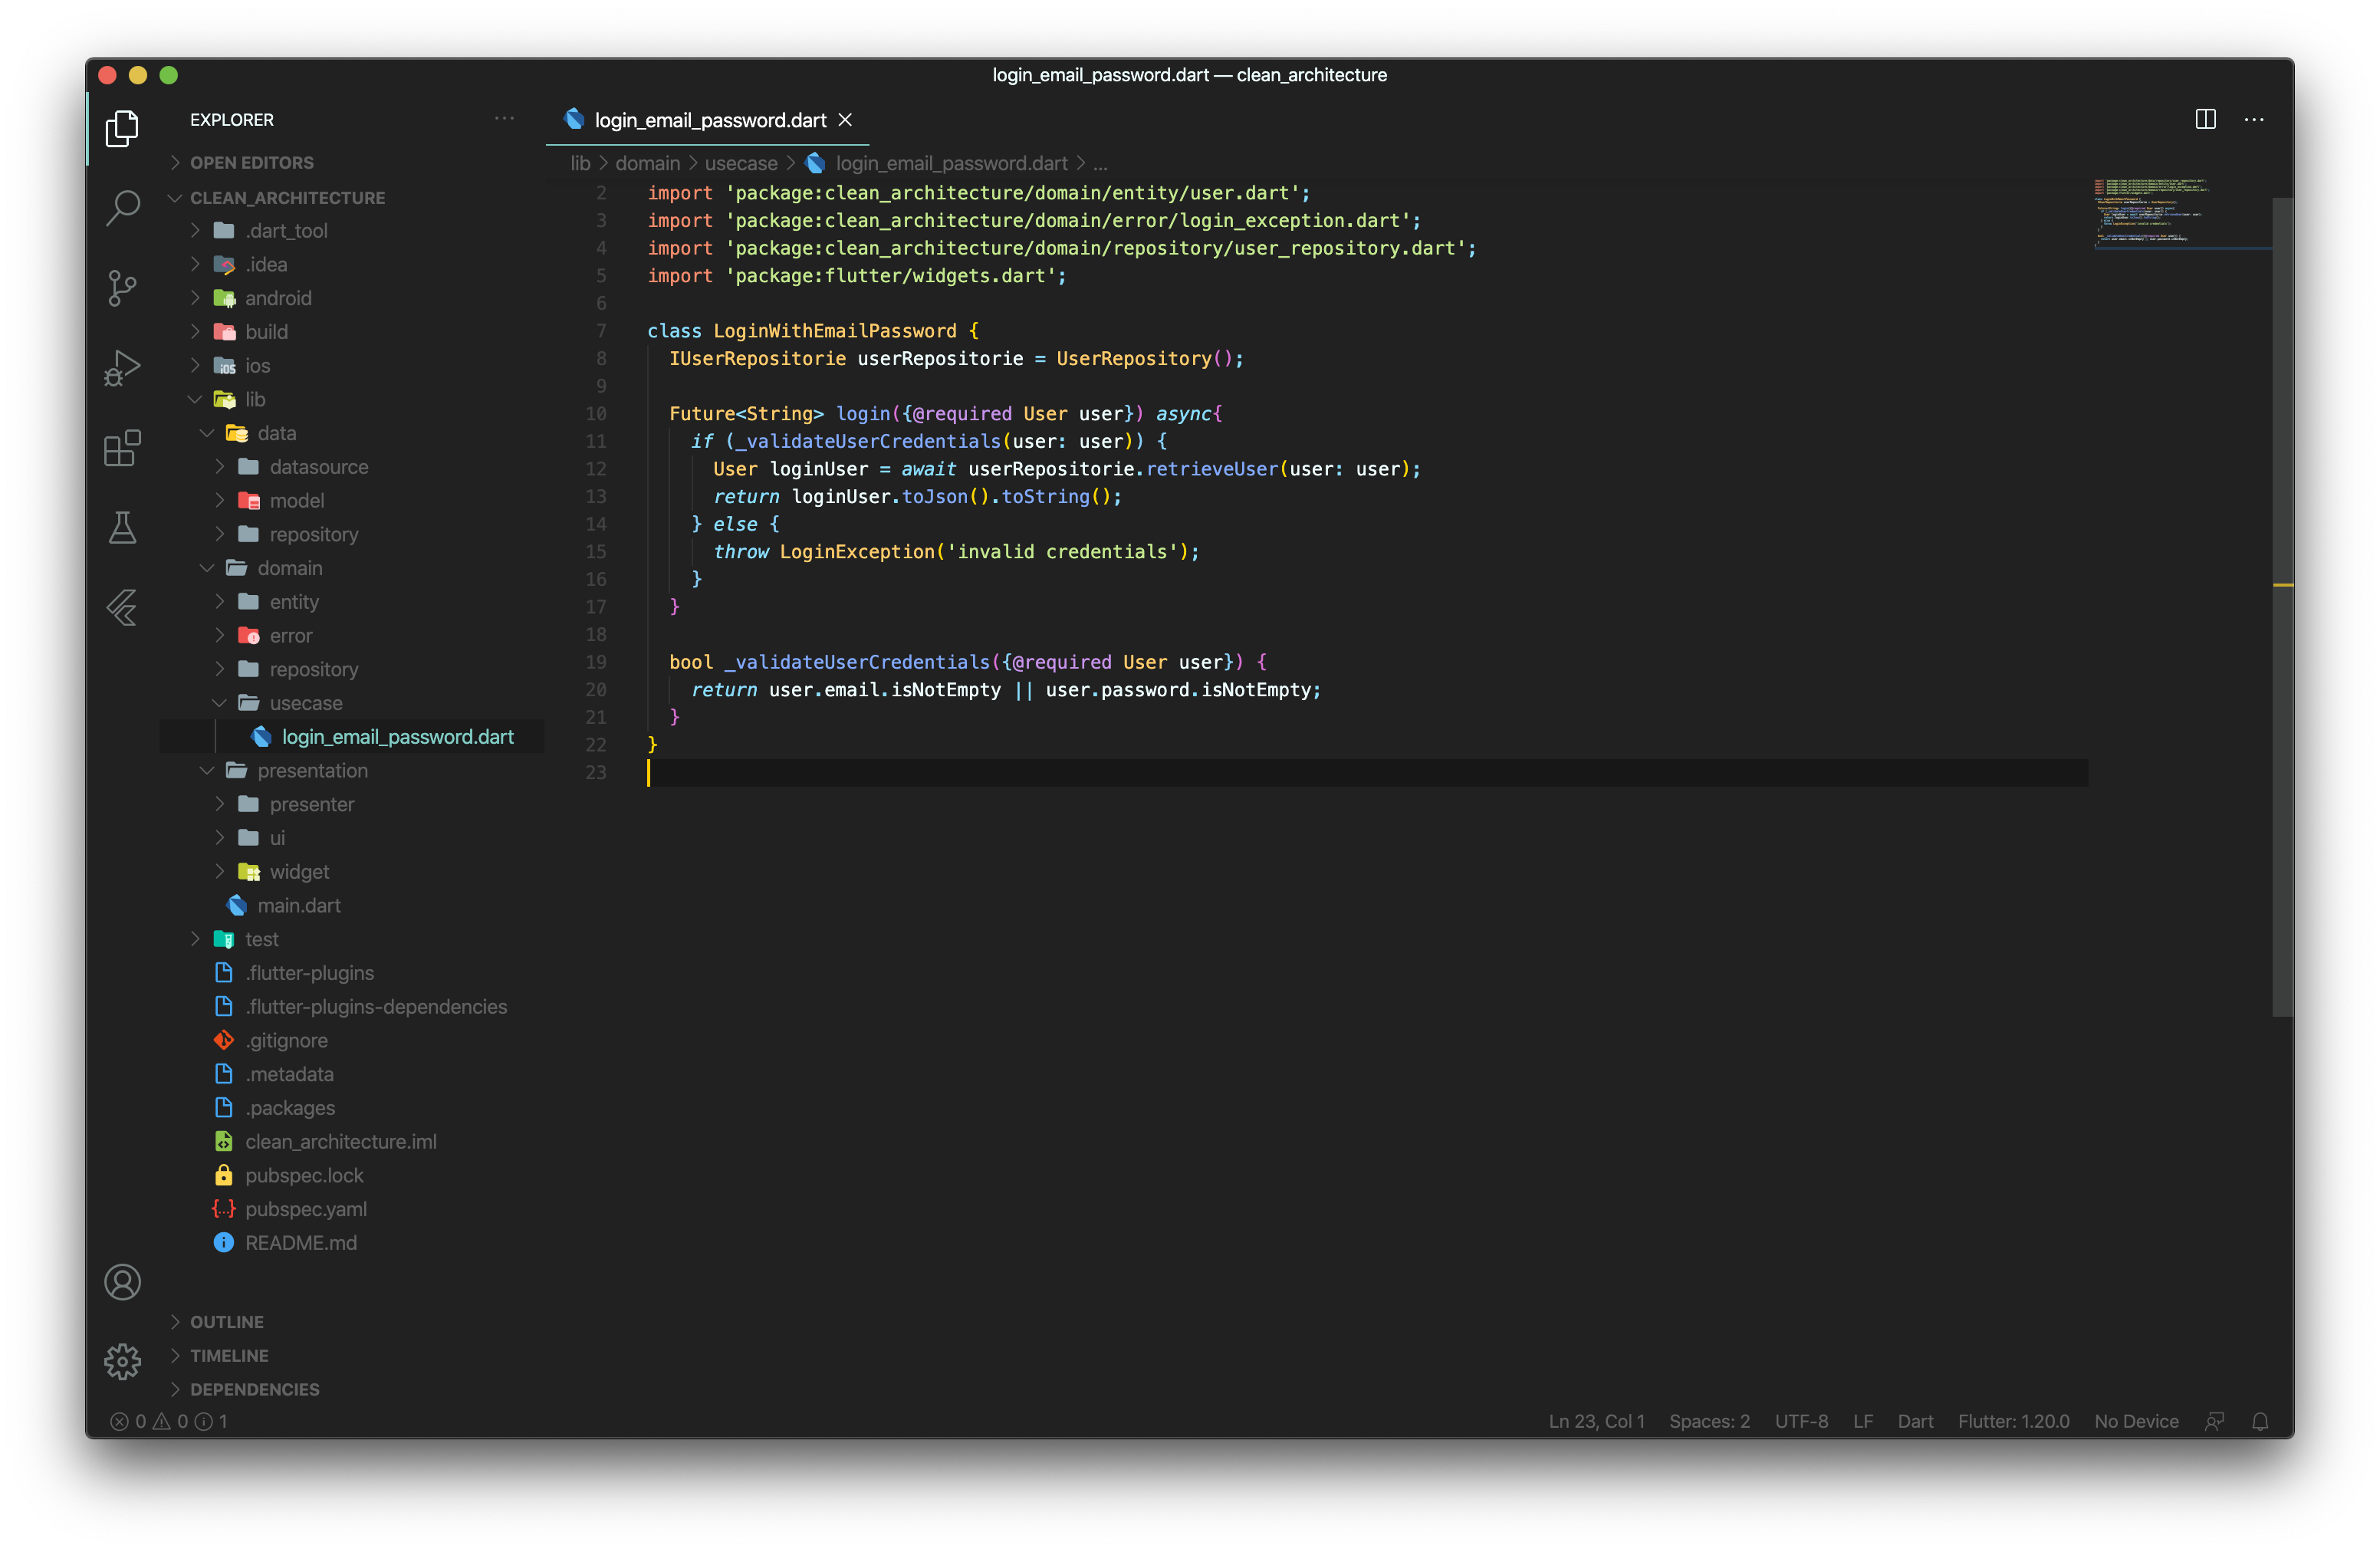 login_email_password.dart — clean_architecture
EXPLORER
OPEN EDITORS
CLEAN_ARCHITECTURE
.dart_tool
.idea
android
build
ios
lib
data
datasource
model
repository
domain
entity
error
repository
usecase
login_email_password.dart
presentation
presenter
ui
widget
main.dart
test
.flutter-plugins
.flutter-plugins-dependencies
.gitignore
.metadata
.packages
clean_architecture.iml
pubspec.lock
pubspec.yaml
README.md
OUTLINE
TIMELINE
DEPENDENCIES
login_email_password.dart
lib > domain > usecase > login_email_password.dart > ...
2 import 'package:clean_architecture/domain/entity/user.dart';
3 import 'package:clean_architecture/domain/error/login_exception.dart';
4 import 'package:clean_architecture/domain/repository/user_repository.dart';
5 import 'package:flutter/widgets.dart';
6
7 class LoginWithEmailPassword {
8 IUserRepositorie userRepositorie = UserRepository();
9
10 Future<String> login({@required User user}) async{
11 if (_validateUserCredentials(user: user)) {
12 User loginUser = await userRepositorie.retrieveUser(user: user);
13 return loginUser.toJson().toString();
14 } else {
15 throw LoginException('invalid credentials');
16 }
17 }
18
19 bool _validateUserCredentials({@required User user}) {
20 return user.email.isNotEmpty || user.password.isNotEmpty;
21 }
22 }
23
0 0 1
Ln 23, Col 1 Spaces: 2 UTF-8 LF Dart Flutter: 1.20.0 No Device